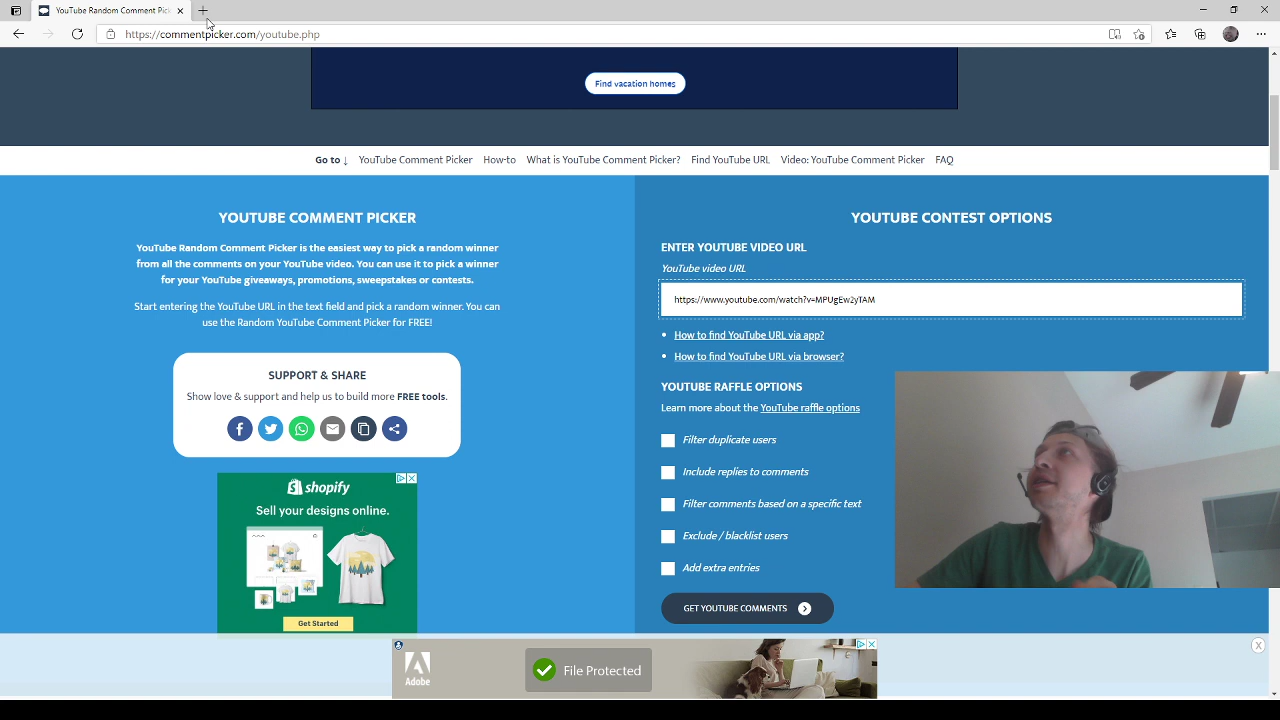 YouTube Random Comment Pic
https://commentpicker.com/youtube.php
Find vacation homes
Go to ↓ YouTube Comment Picker How-to What is YouTube Comment Picker? Find YouTube URL Video: YouTube Comment Picker FAQ
YOUTUBE COMMENT PICKER
YouTube Random Comment Picker is the easiest way to pick a random winner
from all the comments on your YouTube video. You can use it to pick a winner
for your YouTube giveaways, promotions, sweepstakes or contests.
Start entering the YouTube URL in the text field and pick a random winner. You can
use the Random YouTube Comment Picker for FREE!
SUPPORT & SHARE
Show love & support and help us to build more FREE tools.
shopify
Sell your designs online.
Get Started
YOUTUBE CONTEST OPTIONS
ENTER YOUTUBE VIDEO URL
YouTube video URL
https://www.youtube.com/watch?v=MPUgEw2yTAM
How to find YouTube URL via app?
How to find YouTube URL via browser?
YOUTUBE RAFFLE OPTIONS
Learn more about the YouTube raffle options
Filter duplicate users
Include replies to comments
Filter comments based on a specific text
Exclude / blacklist users
Add extra entries
GET YOUTUBE COMMENTS
Adobe
File Protected